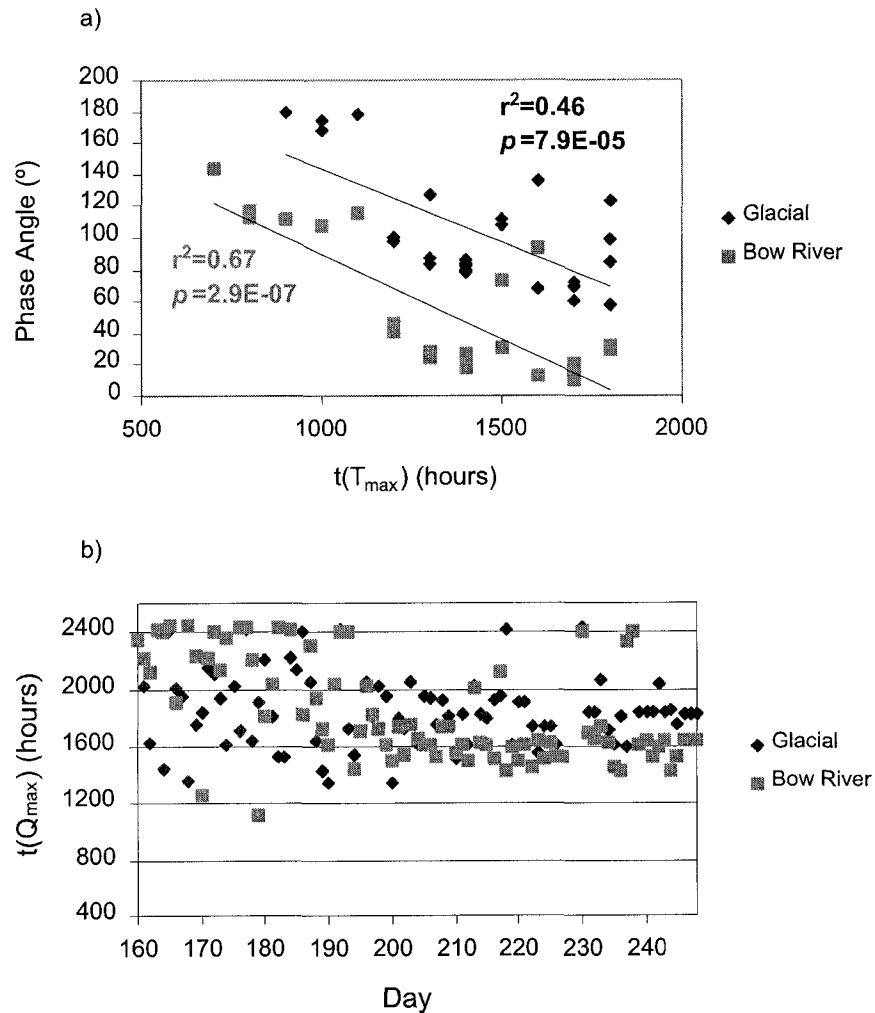 a)
200
180
160
140
120
100
80
60
40
20
0
Phase Angle (º)
r²=0.46
p=7.9E-05
r²=0.67
p=2.9E-07
Glacial
Bow River
500 1000 1500 2000
t(Tmax) (hours)
b)
2400
2000
1600
1200
800
400
t(Qmax) (hours)
Glacial
Bow River
160 170 180 190 200 210 220 230 240
Day